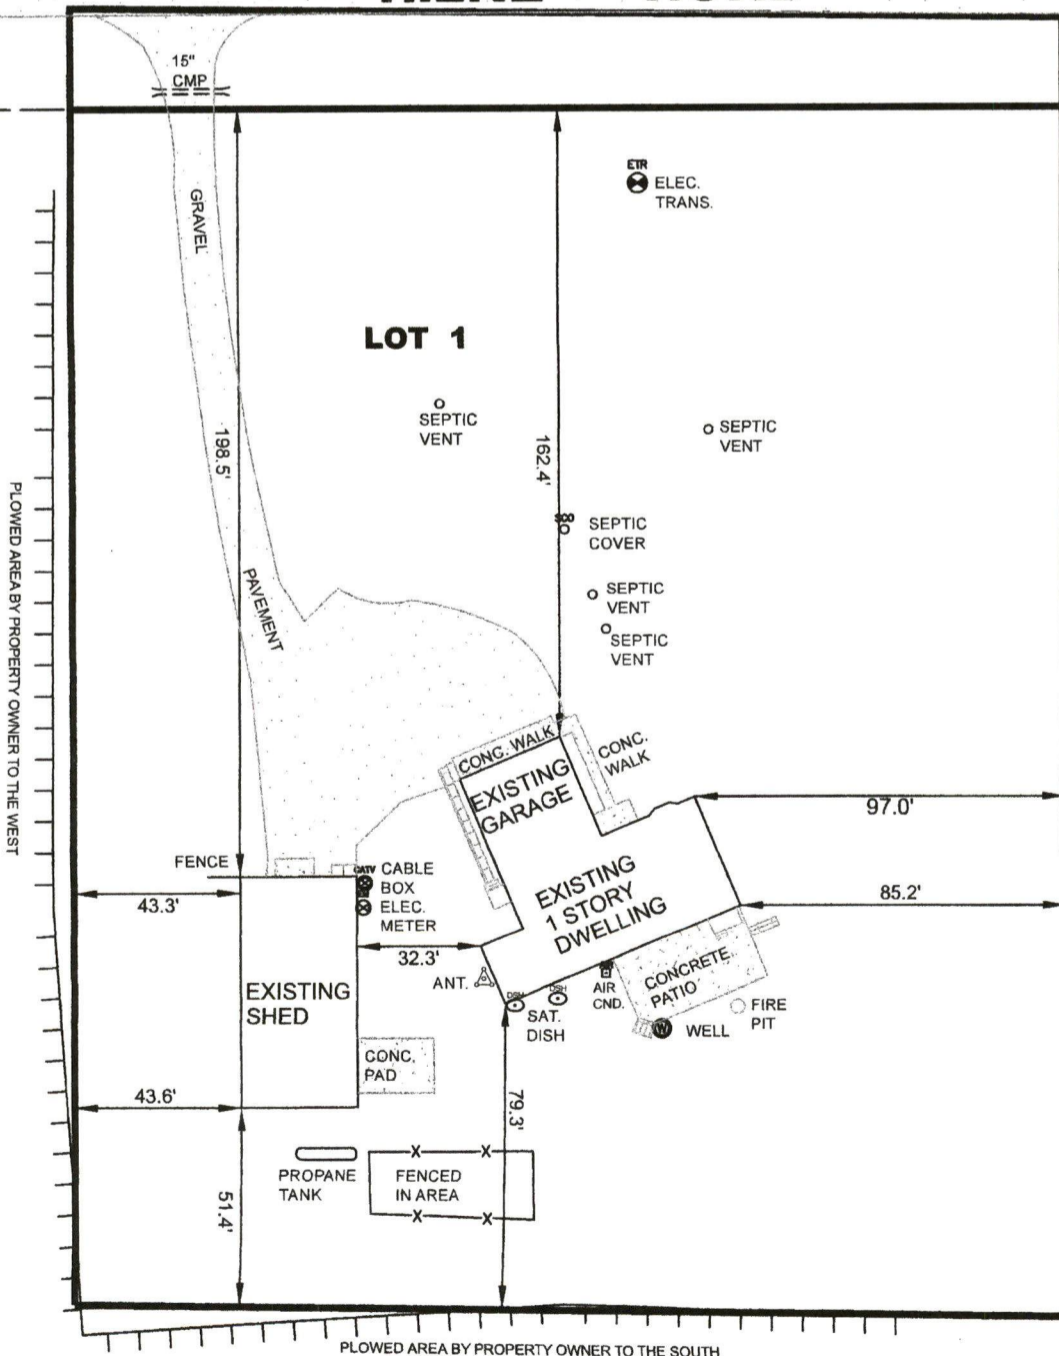 15"
CMP
ETR
ELEC.
TRANS.
GRAVEL
LOT 1
SEPTIC
VENT
SEPTIC
VENT
198.5'
162.4'
SEPTIC
COVER
SEPTIC
VENT
SEPTIC
VENT
PAVEMENT
PLOWED AREA BY PROPERTY OWNER TO THE WEST
CONC. WALK
CONC.
WALK
EXISTING
GARAGE
97.0'
FENCE
CATV
CABLE
BOX
ELEC.
METER
43.3'
EXISTING
1 STORY
DWELLING
85.2'
32.3'
ANT.
DSH
DSH
SAT.
DISH
AIR
CND.
CONCRETE
PATIO
W
WELL
FIRE
PIT
EXISTING
SHED
CONC.
PAD
43.6'
79.3'
51.4'
PROPANE
TANK
X X
FENCED
IN AREA
X X
PLOWED AREA BY PROPERTY OWNER TO THE SOUTH